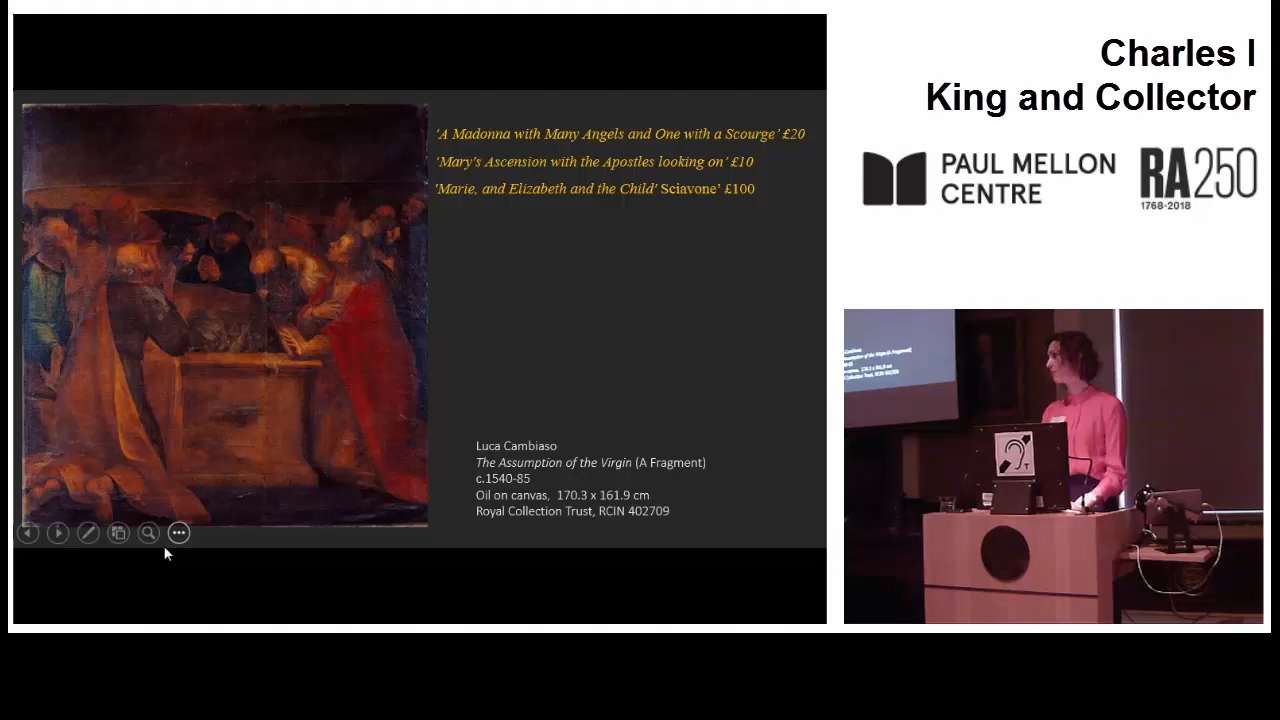 ‘A Madonna with Many Angels and One with a Scourge’ £20
‘Mary’s Ascension with the Apostles looking on’ £10
‘Marie, and Elizabeth and the Child’ Sciavone’ £100
Luca Cambiaso
The Assumption of the Virgin (A Fragment)
c.1540-85
Oil on canvas, 170.3 x 161.9 cm
Royal Collection Trust, RCIN 402709
Charles I
King and Collector
PAUL MELLON
CENTRE
RA250
1768-2018
T